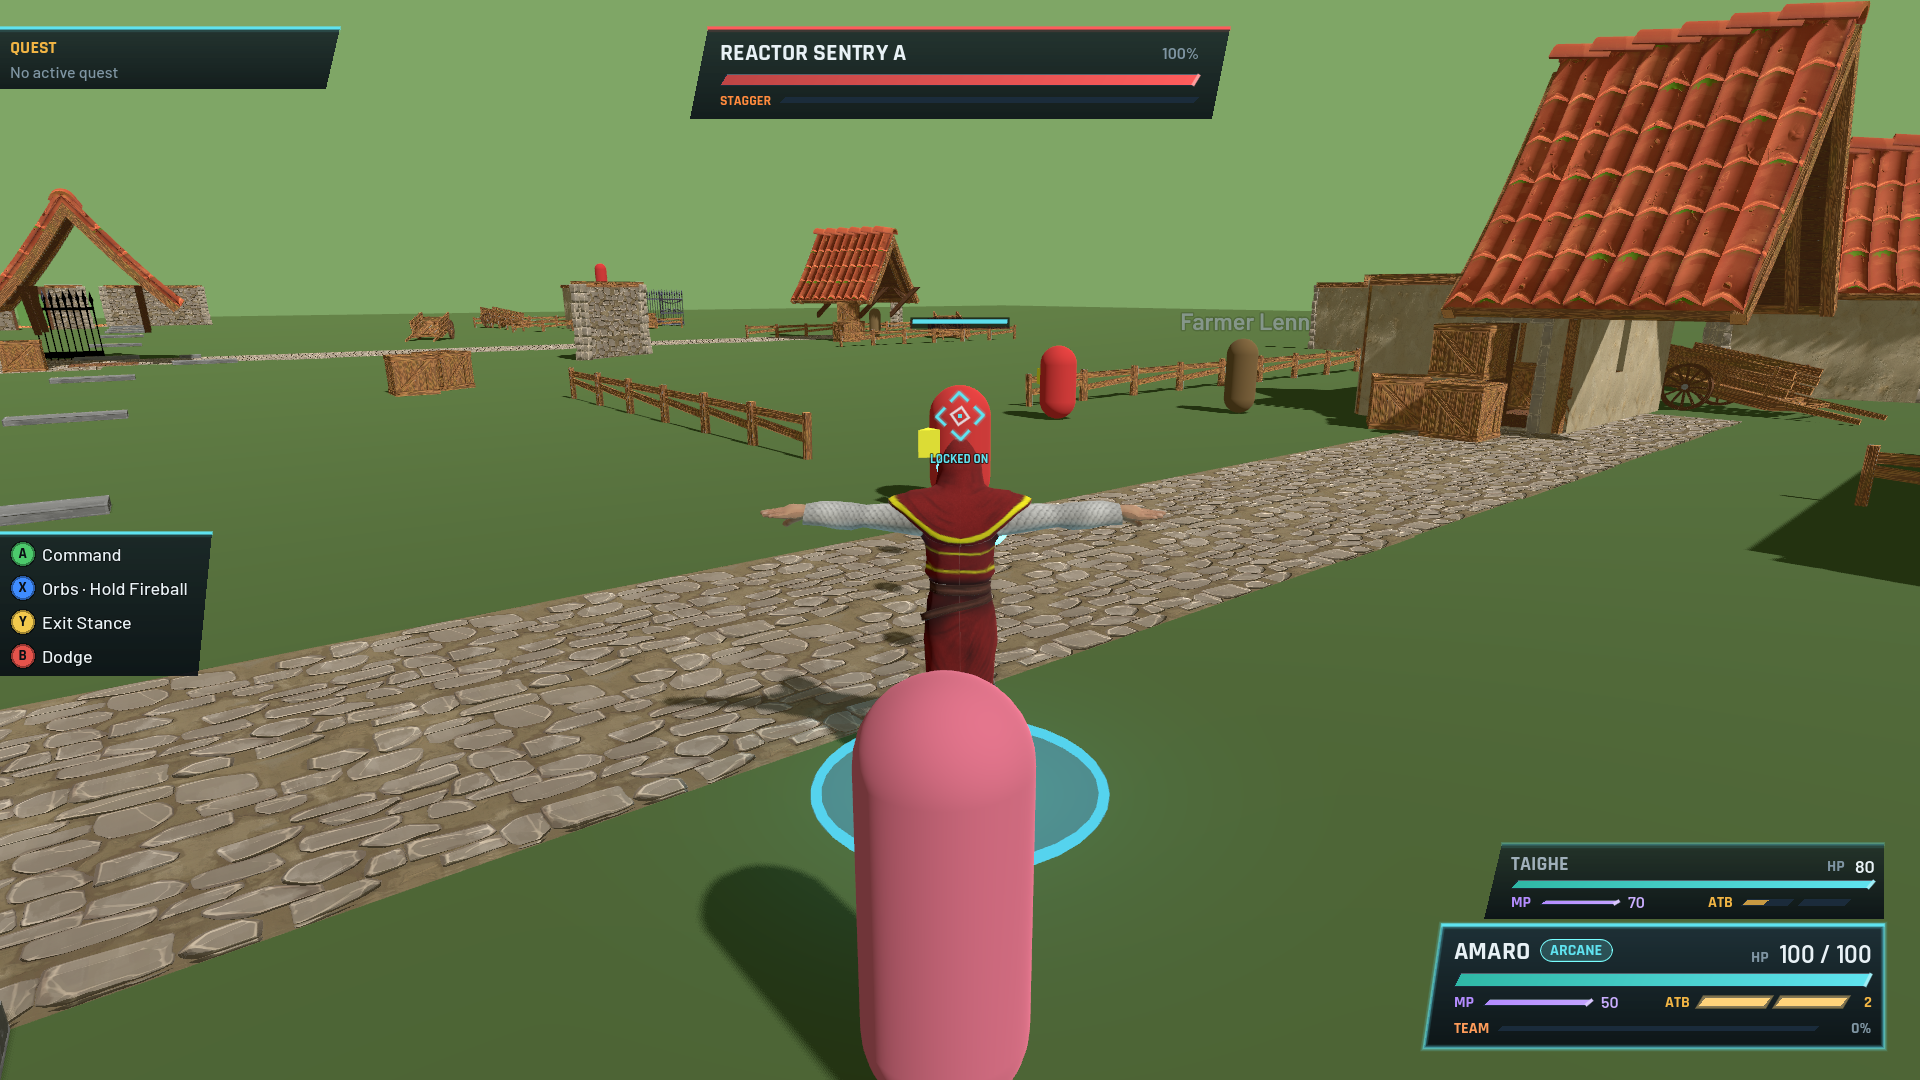 QUEST
No active quest
REACTOR SENTRY A
100%
STAGGER
Farmer Lenn
LOCKED ON
A Command
X Orbs · Hold Fireball
Y Exit Stance
B Dodge
TAIGHE HP 80
MP 70 ATB
AMARO ARCANE HP 100 / 100
MP 50 ATB 2
TEAM 0%